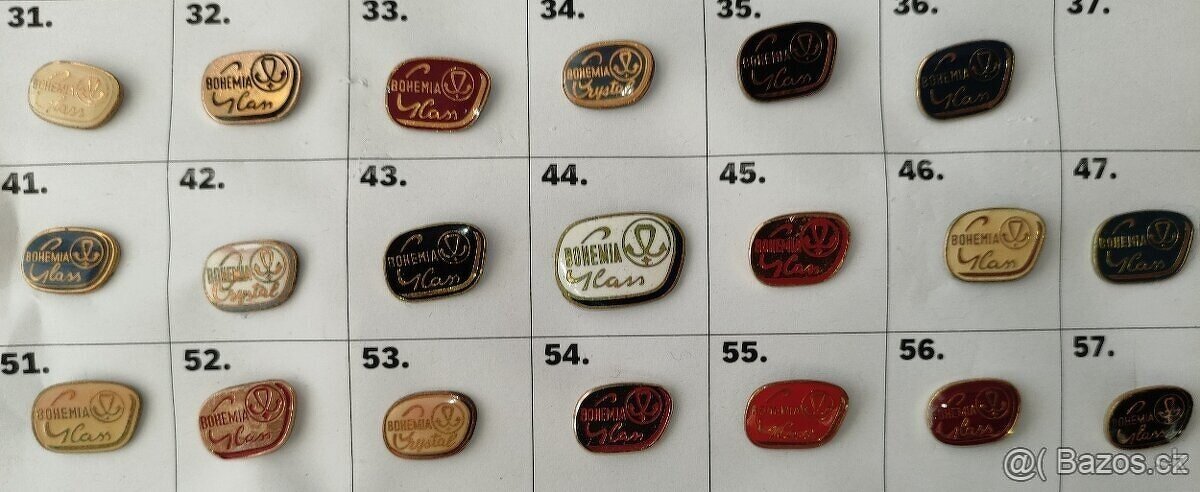 31. 32. 33. 34. 35. 36. 37.
BOHEMIA Glass
BOHEMIA Glass
BOHEMIA Glass
BOHEMIA Crystal
BOHEMIA Glass
BOHEMIA Glass
41. 42. 43. 44. 45. 46. 47.
BOHEMIA Glass
BOHEMIA Crystal
BOHEMIA Glass
BOHEMIA Glass
BOHEMIA Glass
BOHEMIA Glass
BOHEMIA Glass
51. 52. 53. 54. 55. 56. 57.
BOHEMIA Glass
BOHEMIA Glass
BOHEMIA Crystal
BOHEMIA Glass
BOHEMIA
BOHEMIA Glass
BOHEMIA Glass
@( Bazos.cz